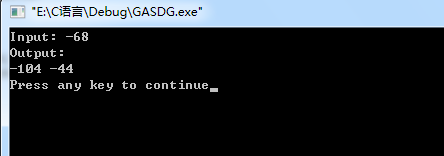 "E:\C语言\Debug\GASDG.exe"
Input: -68
Output:
-104 -44
Press any key to continue